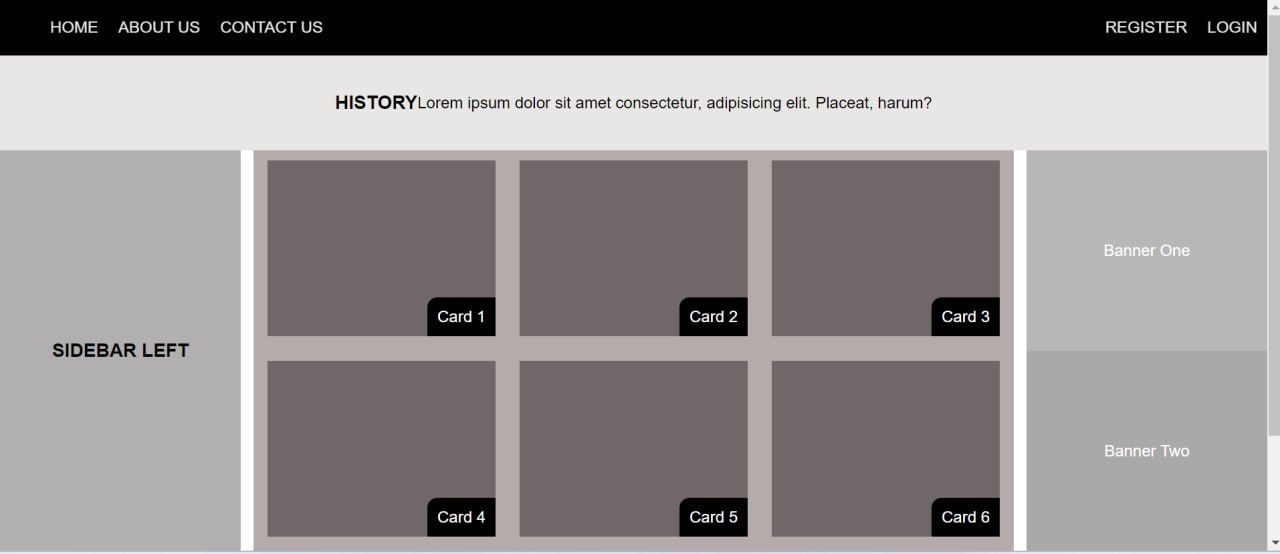 HOME ABOUT US CONTACT US REGISTER LOGIN
HISTORYLorem ipsum dolor sit amet consectetur, adipisicing elit. Placeat, harum?
SIDEBAR LEFT
Card 1
Card 2
Card 3
Card 4
Card 5
Card 6
Banner One
Banner Two